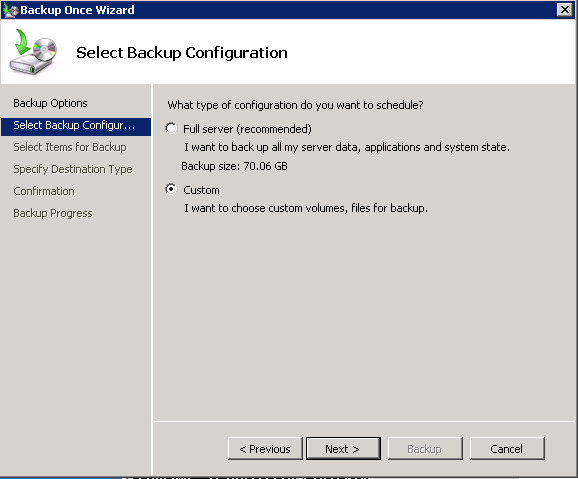 Backup Once Wizard
Select Backup Configuration
Backup Options
Select Backup Configur...
Select Items for Backup
Specify Destination Type
Confirmation
Backup Progress
What type of configuration do you want to schedule?
Full server (recommended)
I want to back up all my server data, applications and system state.
Backup size: 70.06 GB
Custom
I want to choose custom volumes, files for backup.
< Previous
Next >
Backup
Cancel